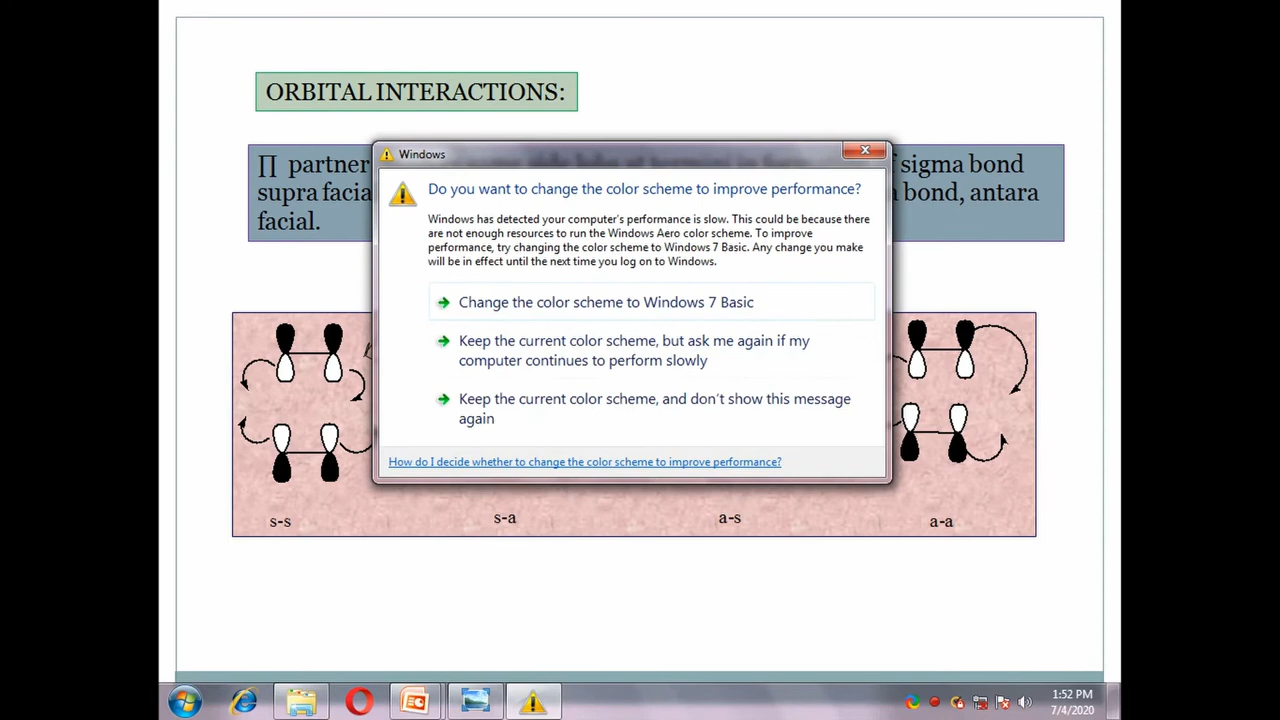 ORBITAL INTERACTIONS:
∏ partner
sigma bond
supra
bond, antara
facial.
Windows
Do you want to change the color scheme to improve performance?
Windows has detected your computer's performance is slow. This could be because there
are not enough resources to run the Windows Aero color scheme. To improve
performance, try changing the color scheme to Windows 7 Basic. Any change you make
will be in effect until the next time you log on to Windows.
Change the color scheme to Windows 7 Basic
Keep the current color scheme, but ask me again if my
computer continues to perform slowly
Keep the current color scheme, and don't show this message
again
How do I decide whether to change the color scheme to improve performance?
s-s
s-a
a-s
a-a
1:52 PM
7/4/2020